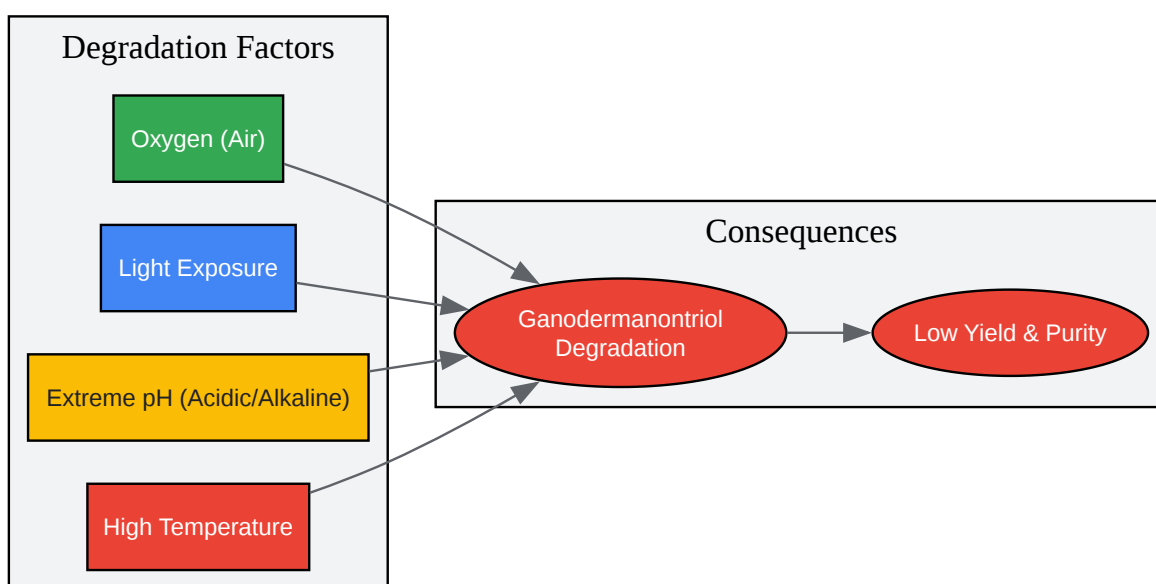 Degradation Factors
Oxygen (Air)
Light Exposure
Extreme pH (Acidic/Alkaline)
High Temperature
Consequences
Ganodermanontriol
Degradation
Low Yield & Purity